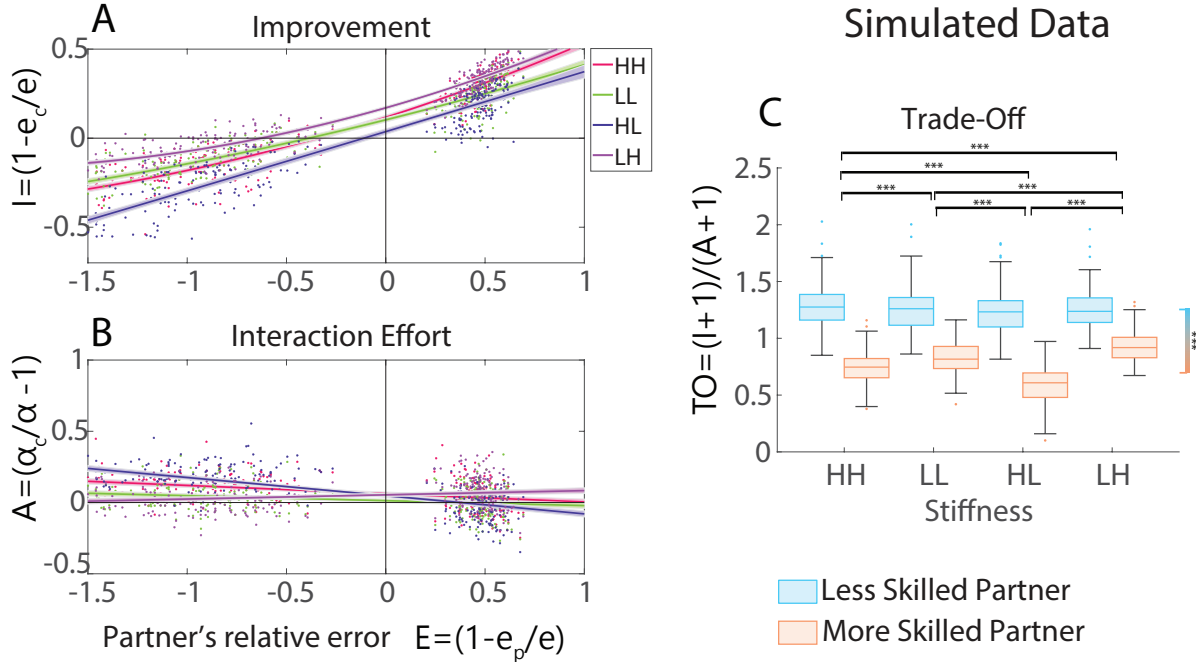 Simulated Data
A
Improvement
I=(1-e_c/e)
0.5
0
-0.5
-1.5
-1
-0.5
0
0.5
1
HH
LL
HL
LH
B
Interaction Effort
A=(α_c/α -1)
1
0.5
0
-0.5
-1.5
-1
-0.5
0
0.5
1
Partner's relative error E=(1-e_p/e)
C
Trade-Off
TO=(I+1)/(A+1)
2.5
2
1.5
1
0.5
0
***
***
***
***
***
***
***
HH
LL
HL
LH
Stiffness
Less Skilled Partner
More Skilled Partner